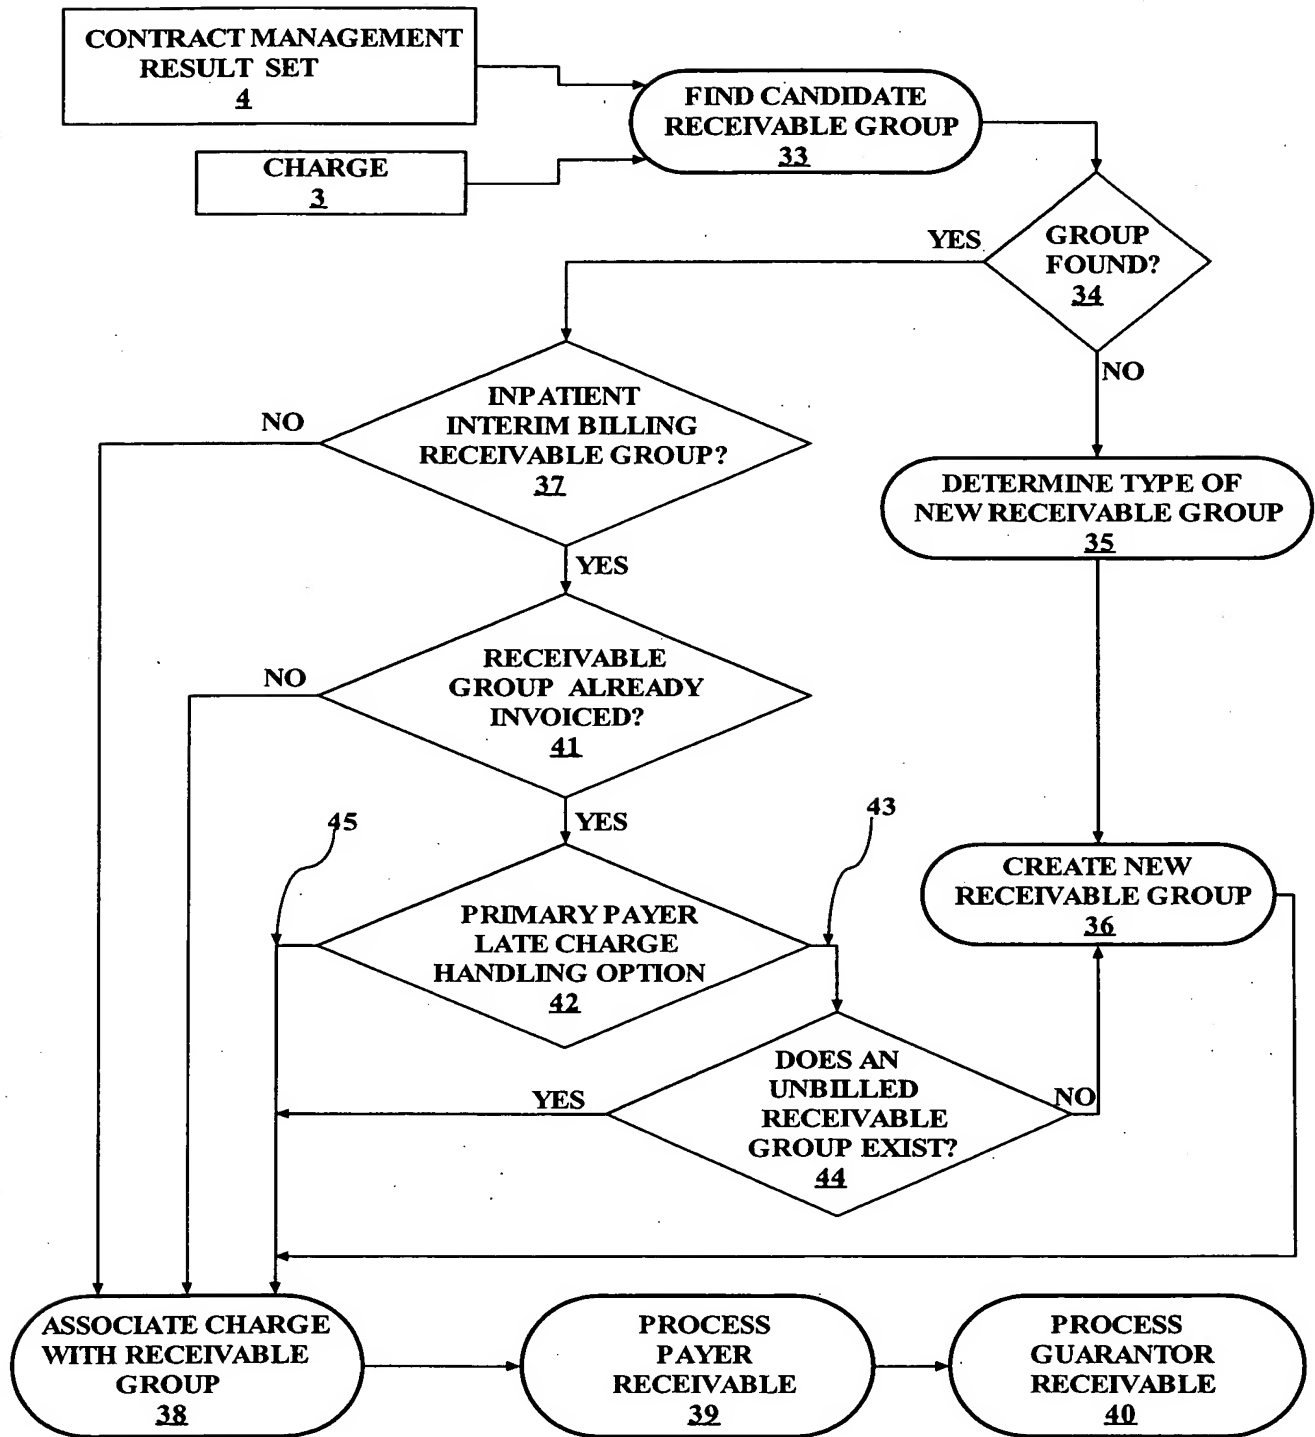 CONTRACT MANAGEMENT
RESULT SET
4
FIND CANDIDATE
RECEIVABLE GROUP
33
CHARGE
3
YES
GROUP
FOUND?
34
NO
INPATIENT
INTERIM BILLING
RECEIVABLE GROUP?
37
NO
DETERMINE TYPE OF
NEW RECEIVABLE GROUP
35
YES
RECEIVABLE
GROUP ALREADY
INVOICED?
41
NO
YES
45
43
CREATE NEW
RECEIVABLE GROUP
36
PRIMARY PAYER
LATE CHARGE
HANDLING OPTION
42
DOES AN
UNBILLED
RECEIVABLE
GROUP EXIST?
44
YES
NO
ASSOCIATE CHARGE
WITH RECEIVABLE
GROUP
38
PROCESS
PAYER
RECEIVABLE
39
PROCESS
GUARANTOR
RECEIVABLE
40